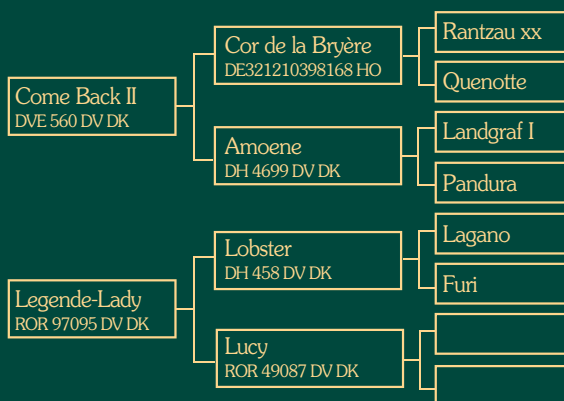 Come Back II
DVE 560 DV DK
Cor de la Bryère
DE321210398168 HO
Rantzau xx
Quenotte
Amoene
DH 4699 DV DK
Landgraf I
Pandura
Legende-Lady
ROR 97095 DV DK
Lobster
DH 458 DV DK
Lagano
Furi
Lucy
ROR 49087 DV DK